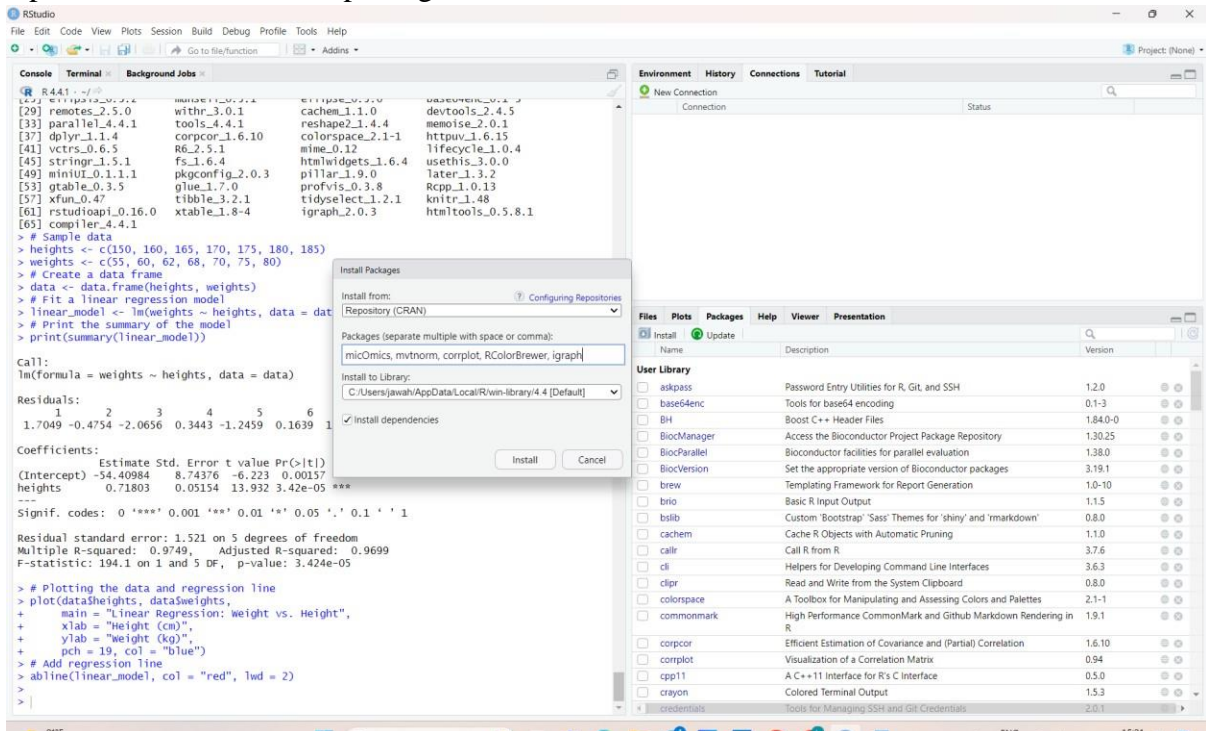 RStudio
File Edit Code View Plots Session Build Debug Profile Tools Help
Go to file/function
Addins
Project: (None)
Console Terminal Background Jobs
R 4.4.1 · ~/
[29] remotes_2.5.0 withr_3.0.1 cachem_1.1.0 devtools_2.4.5
[33] parallel_4.4.1 tools_4.4.1 reshape2_1.4.4 memoise_2.0.1
[37] dplyr_1.1.4 corpcor_1.6.10 colorspace_2.1-1 httpuv_1.6.15
[41] vctrs_0.6.5 R6_2.5.1 mime_0.12 lifecycle_1.0.4
[45] stringr_1.5.1 fs_1.6.4 htmlwidgets_1.6.4 usethis_3.0.0
[49] miniUI_0.1.1.1 pkgconfig_2.0.3 pillar_1.9.0 later_1.3.2
[53] gtable_0.3.5 glue_1.7.0 profvis_0.3.8 Rcpp_1.0.13
[57] xfun_0.47 tibble_3.2.1 tidyselect_1.2.1 knitr_1.48
[61] rstudioapi_0.16.0 xtable_1.8-4 igraph_2.0.3 htmltools_0.5.8.1
[65] compiler_4.4.1
> # Sample data
> heights <- c(150, 160, 165, 170, 175, 180, 185)
> weights <- c(55, 60, 62, 68, 70, 75, 80)
> # Create a data frame
> data <- data.frame(heights, weights)
> # Fit a linear regression model
> linear_model <- lm(weights ~ heights, data = dat
> # Print the summary of the model
> print(summary(linear_model))
Call:
lm(formula = weights ~ heights, data = data)
Residuals:
1 2 3 4 5 6
1.7049 -0.4754 -2.0656 0.3443 -1.2459 0.1639 1
Coefficients:
Estimate Std. Error t value Pr(>|t|)
(Intercept) -54.40984 8.74376 -6.223 0.00157
heights 0.71803 0.05154 13.932 3.42e-05 ***
---
Signif. codes: 0 ‘***’ 0.001 ‘**’ 0.01 ‘*’ 0.05 ‘.’ 0.1 ‘ ’ 1
Residual standard error: 1.521 on 5 degrees of freedom
Multiple R-squared: 0.9749, Adjusted R-squared: 0.9699
F-statistic: 194.1 on 1 and 5 DF, p-value: 3.424e-05
> # Plotting the data and regression line
> plot(data$heights, data$weights,
+ main = "Linear Regression: Weight vs. Height",
+ xlab = "Height (cm)",
+ ylab = "Weight (kg)",
+ pch = 19, col = "blue")
> # Add regression line
> abline(linear_model, col = "red", lwd = 2)
>
>
Install Packages
Install from: ? Configuring Repositories
Repository (CRAN)
Packages (separate multiple with space or comma):
micOmics, mvtnorm, corrplot, RColorBrewer, igraph
Install to Library:
C:/Users/jawah/AppData/Local/R/win-library/4.4 [Default]
Install dependencies
Install Cancel
Environment History Connections Tutorial
New Connection
Connection Status
Files Plots Packages Help Viewer Presentation
Install Update
Name Description Version
User Library
askpass Password Entry Utilities for R, Git, and SSH 1.2.0
base64enc Tools for base64 encoding 0.1-3
BH Boost C++ Header Files 1.84.0-0
BiocManager Access the Bioconductor Project Package Repository 1.30.25
BiocParallel Bioconductor facilities for parallel evaluation 1.38.0
BiocVersion Set the appropriate version of Bioconductor packages 3.19.1
brew Templating Framework for Report Generation 1.0-10
brio Basic R Input Output 1.1.5
bslib Custom 'Bootstrap' 'Sass' Themes for 'shiny' and 'rmarkdown' 0.8.0
cachem Cache R Objects with Automatic Pruning 1.1.0
callr Call R from R 3.7.6
cli Helpers for Developing Command Line Interfaces 3.6.3
clipr Read and Write from the System Clipboard 0.8.0
colorspace A Toolbox for Manipulating and Assessing Colors and Palettes 2.1-1
commonmark High Performance CommonMark and Github Markdown Rendering in 1.9.1
R
corpcor Efficient Estimation of Covariance and (Partial) Correlation 1.6.10
corrplot Visualization of a Correlation Matrix 0.94
cpp11 A C++11 Interface for R's C Interface 0.5.0
crayon Colored Terminal Output 1.5.3
credentials Tools for Managing SSH and Git Credentials 2.0.1